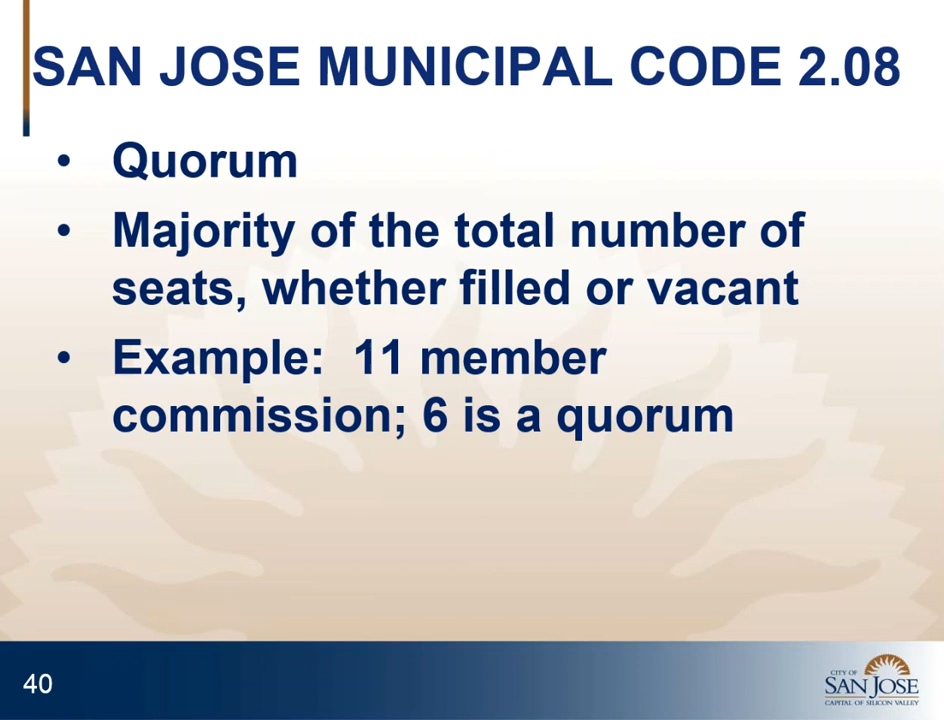 SAN JOSE MUNICIPAL CODE 2.08
• Quorum
• Majority of the total number of
seats, whether filled or vacant
• Example:  11 member
commission; 6 is a quorum
40
CITY OF
SAN JOSE
CAPITAL OF SILICON VALLEY